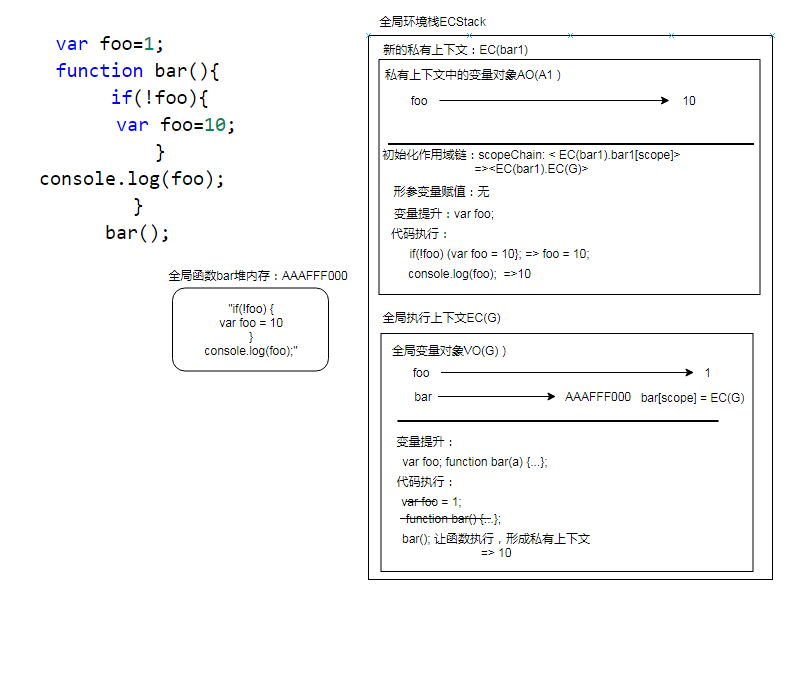 var foo=1;
function bar(){
if(!foo){
var foo=10;
}
console.log(foo);
}
bar();
全局函数bar堆内存：AAAFFF000
"if(!foo) {
var foo = 10
}
console.log(foo);"
全局环境栈ECStack
新的私有上下文：EC(bar1)
私有上下文中的变量对象AO(A1 )
foo 10
初始化作用域链：scopeChain: < EC(bar1).bar1[scope]>
=><EC(bar1).EC(G)>
形参变量赋值：无
变量提升：var foo;
代码执行：
if(!foo) (var foo = 10}; => foo = 10;
console.log(foo); =>10
全局执行上下文EC(G)
全局变量对象VO(G) )
foo 1
bar AAAFFF000 bar[scope] = EC(G)
变量提升：
var foo; function bar(a) {...};
代码执行：
var foo = 1;
function bar() {...};
bar(); 让函数执行，形成私有上下文
=> 10